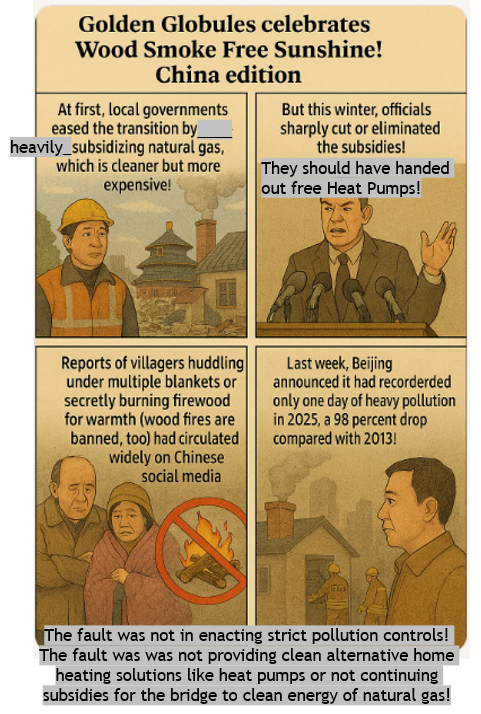 Golden Globules celebrates
Wood Smoke Free Sunshine!
China edition
At first, local governments
eased the transition by____
heavily_subsidizing natural gas,
which is cleaner but more
expensive!
But this winter, officials
sharply cut or eliminated
the subsidies!
They should have handed
out free Heat Pumps!
Reports of villagers huddling
under multiple blankets or
secretly burning firewood
for warmth (wood fires are
banned, too) had circulated
widely on Chinese
social media
Last week, Beijing
announced it had recorderded
only one day of heavy pollution
in 2025, a 98 percent drop
compared with 2013!
The fault was not in enacting strict pollution controls!
The fault was was not providing clean alternative home
heating solutions like heat pumps or not continuing
subsidies for the bridge to clean energy of natural gas!